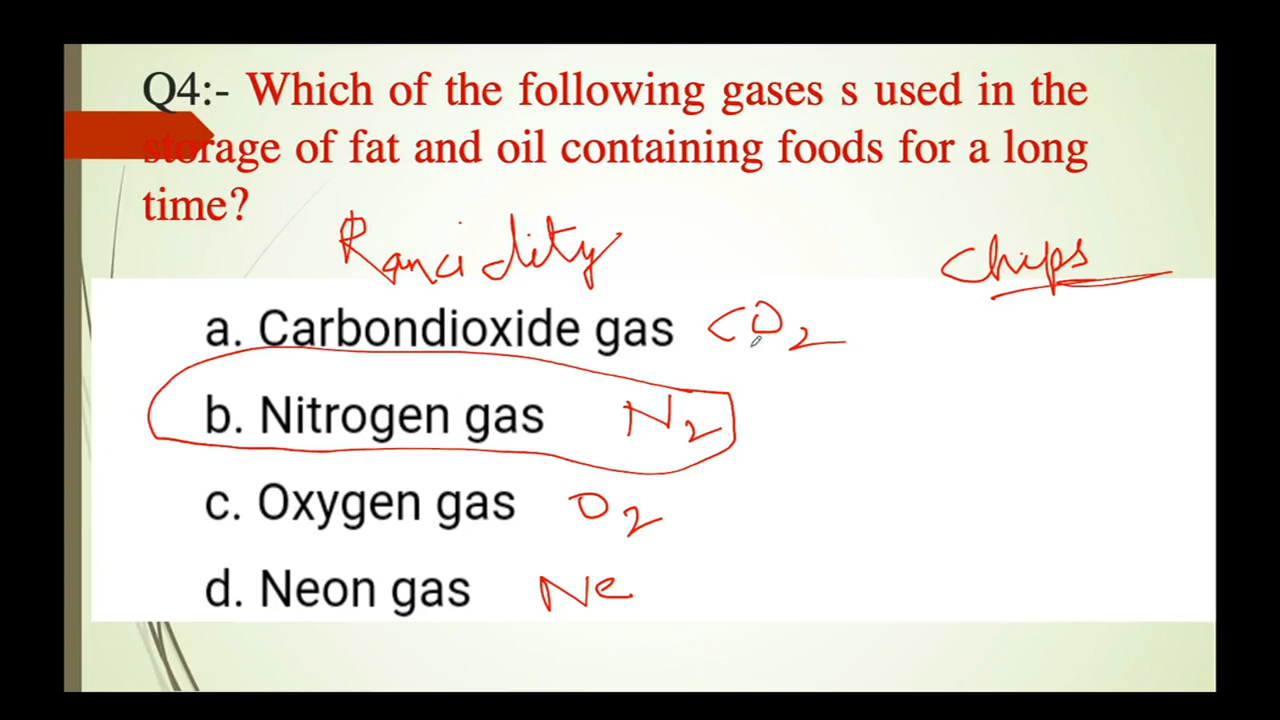 Q4:- Which of the following gases s used in the
storage of fat and oil containing foods for a long
time?
Rancidity
Chips
a. Carbondioxide gas CO2
b. Nitrogen gas N2
c. Oxygen gas O2
d. Neon gas Ne